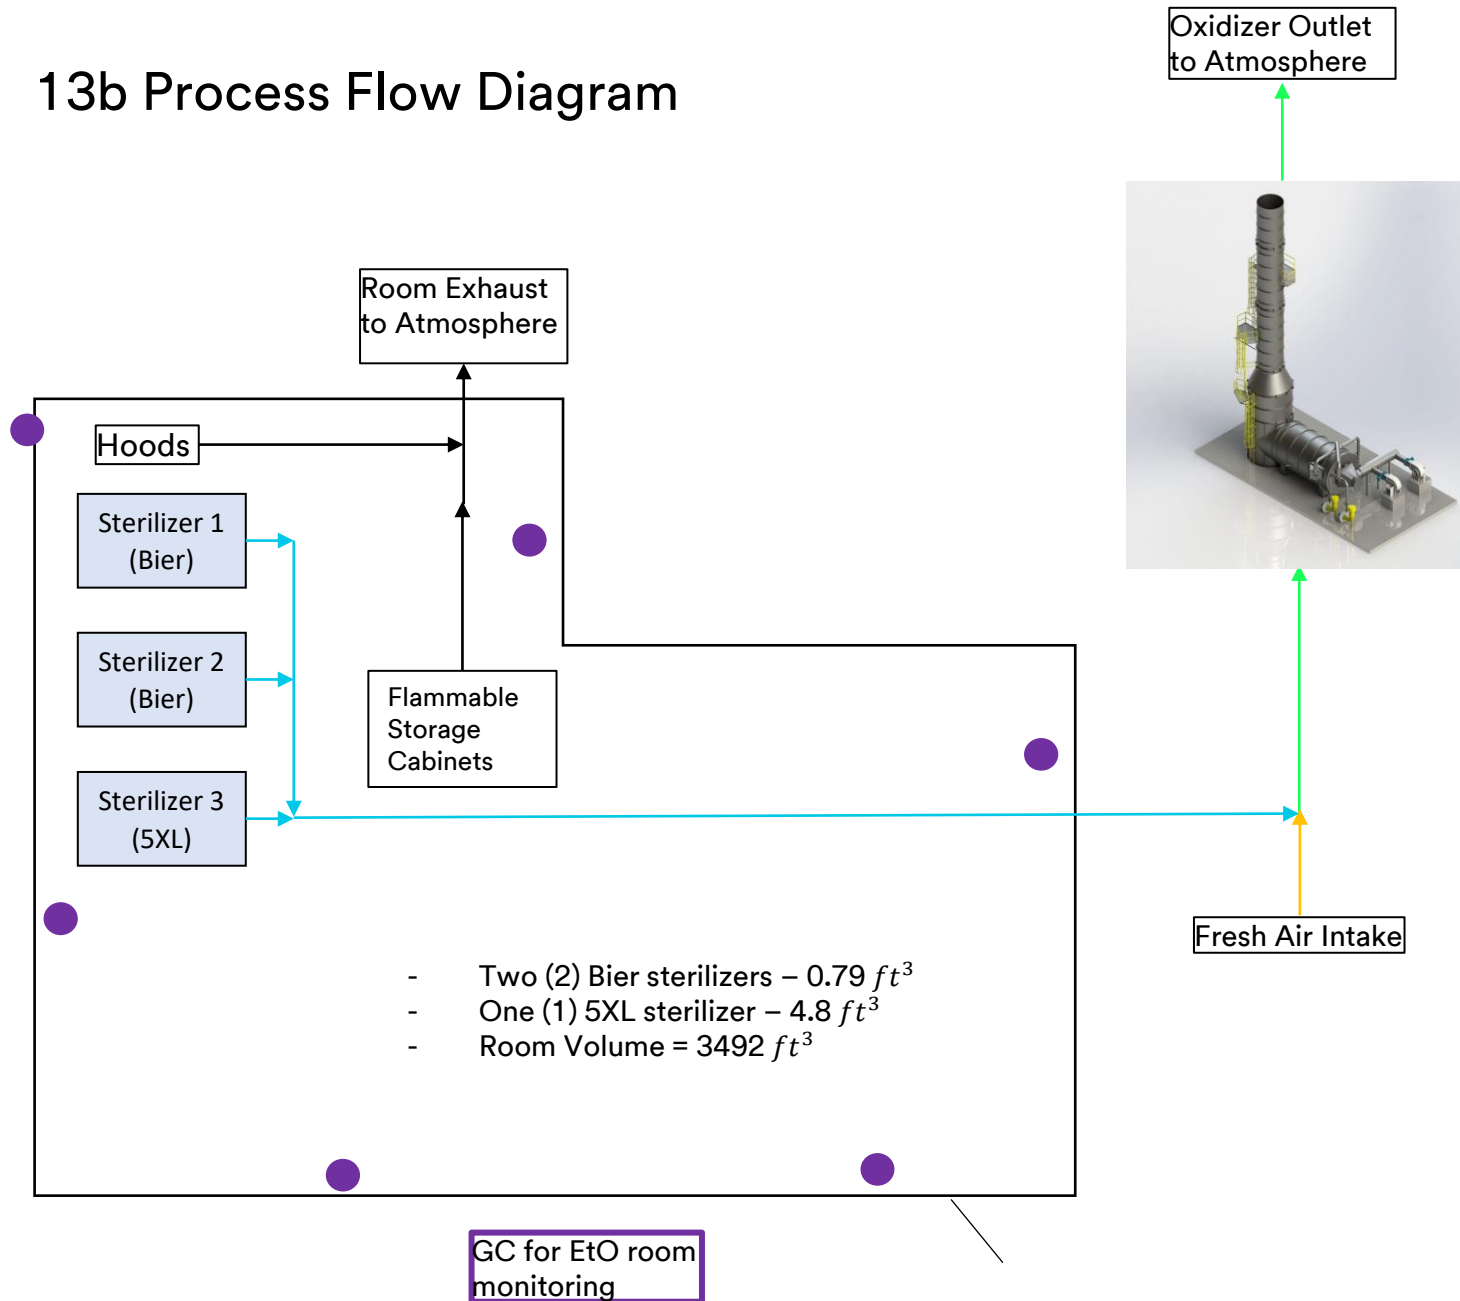 Oxidizer Outlet
to Atmosphere
13b Process Flow Diagram
Room Exhaust
to Atmosphere
Hoods
Sterilizer 1
(Bier)
Sterilizer 2
(Bier)
Flammable
Storage
Cabinets
Sterilizer 3
(5XL)
Fresh Air Intake
- Two (2) Bier sterilizers – 0.79 ft³
- One (1) 5XL sterilizer – 4.8 ft³
- Room Volume = 3492 ft³
GC for EtO room
monitoring